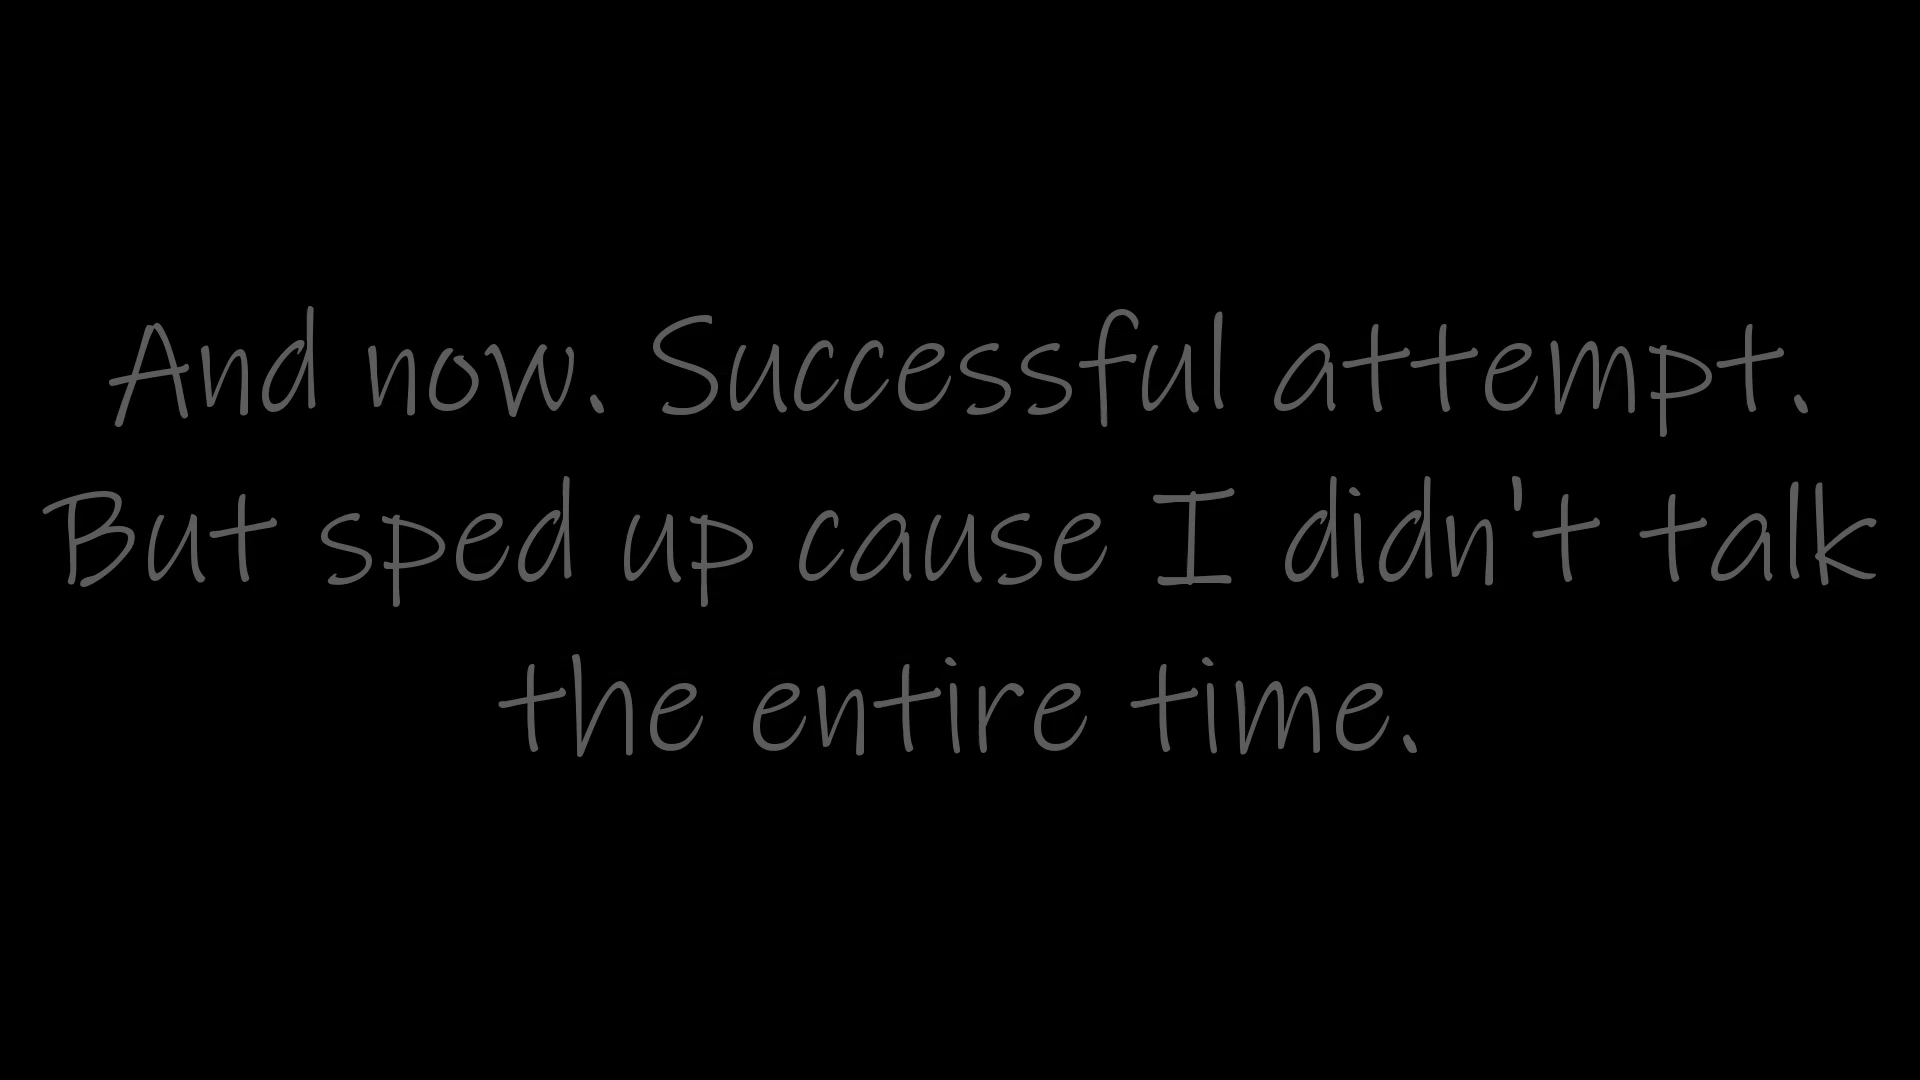 And now. Successful attempt.
But sped up cause I didn't talk
the entire time.